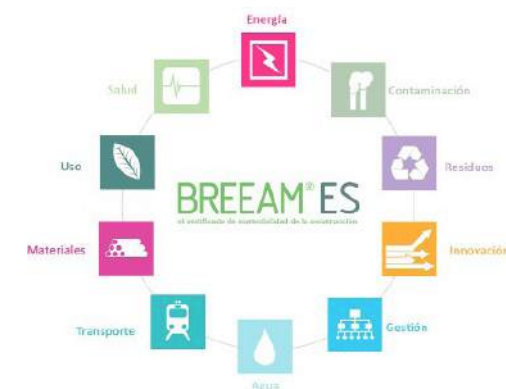 Energía
Contaminación
Residuos
Innovación
Gestión
Agua
Transporte
Materiales
Uso
Salud
BREEAM® ES
el certificado de sostenibilidad de la construcción